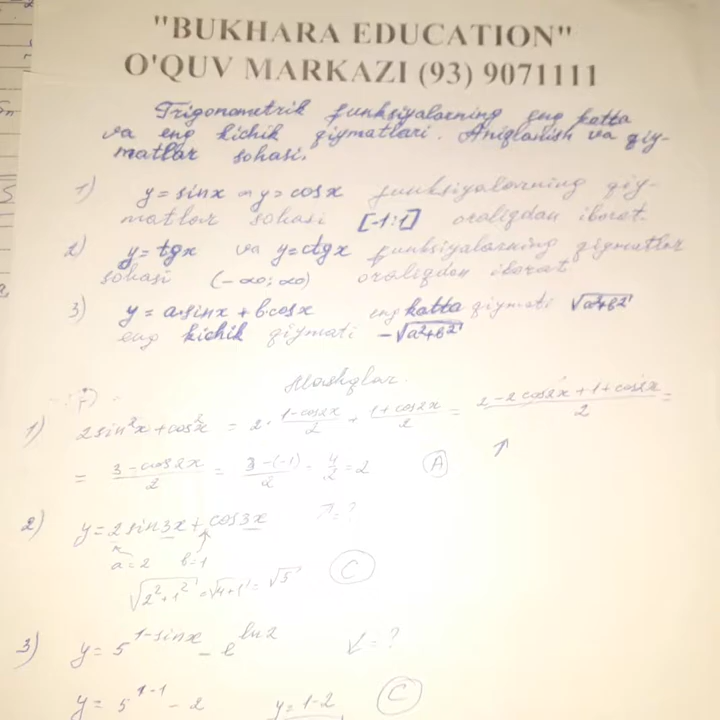 "BUKHARA EDUCATION"
O'QUV MARKAZI (93) 9071111
Trigonometrik funksiyalarning eng katta
va eng kichik qiymatlari. Aniqlanish va qiy-
matlar sohasi.
1) y=sinx y=cosx funksiyalarning qiy-
matlar sohasi [-1:1] oraliqdan iborat.
2) y=tgx va y=ctgx funksiyalarning qiymatlar
sohasi (-∞;∞) oraliqdan iborat
3) y=a·sinx+b·cosx eng katta qiymati √(a²+b²)
eng kichik qiymati -√(a²+b²)
Mashqlar.
1) 2sin²x+cos²x = 2·(1-cos2x)/2 + (1+cos2x)/2 = (2-2cos2x+1+cos2x)/2 =
= (3-cos2x)/2 = (3-(-1))/2 - 4/2=2 (A) ↑
2) y=2sin3x+cos3x =?
a=2 b=1
√(2²+1²)=√(4+1)=√5 (C)
3) y=5^(1-sinx) - e^(ln2) =?
y=5^(1-1) - 2 y=1-2 (C)